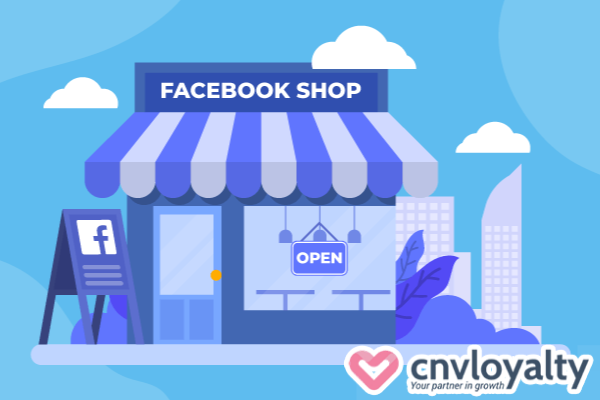 FACEBOOK SHOP
f
OPEN
cnvloyalty
Your partner in growth